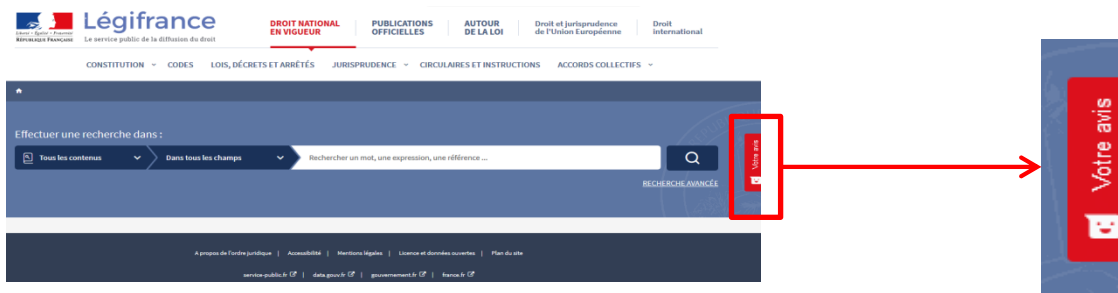 Légifrance
Le service public de la diffusion du droit
Liberté • Égalité • Fraternité
RÉPUBLIQUE FRANÇAISE
DROIT NATIONAL
EN VIGUEUR
PUBLICATIONS
OFFICIELLES
AUTOUR
DE LA LOI
Droit et jurisprudence
de l'Union Européenne
Droit
international
CONSTITUTION CODES LOIS, DÉCRETS ET ARRÊTÉS JURISPRUDENCE CIRCULAIRES ET INSTRUCTIONS ACCORDS COLLECTIFS
Effectuer une recherche dans :
Tous les contenus
Dans tous les champs
Rechercher un mot, une expression, une référence ...
Votre avis
RECHERCHE AVANCÉE
A propos de l'ordre juridique | Accessibilité | Mentions légales | Licence et données ouvertes | Plan du site
service-public.fr | data.gouv.fr | gouvernement.fr | france.fr
Votre avis